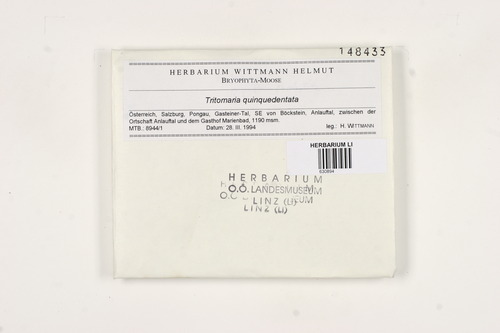 148433
HERBARIUM WITTMANN HELMUT
BRYOPHYTA-MOOSE
Tritomaria quinquedentata
Österreich, Salzburg, Pongau, Gasteiner-Tal, SE von Böckstein, Anlauftal, zwischen der
Ortschaft Anlauftal und dem Gasthof Marienbad, 1190 msm.
MTB.: 8944/1 Datum: 28. III. 1994 leg.: H. WITTMANN
HERBARIUM LI
630894
HERBARIUM
O.Ö. LANDESMUSEUM
LINZ (LI)
LINZ (LI)